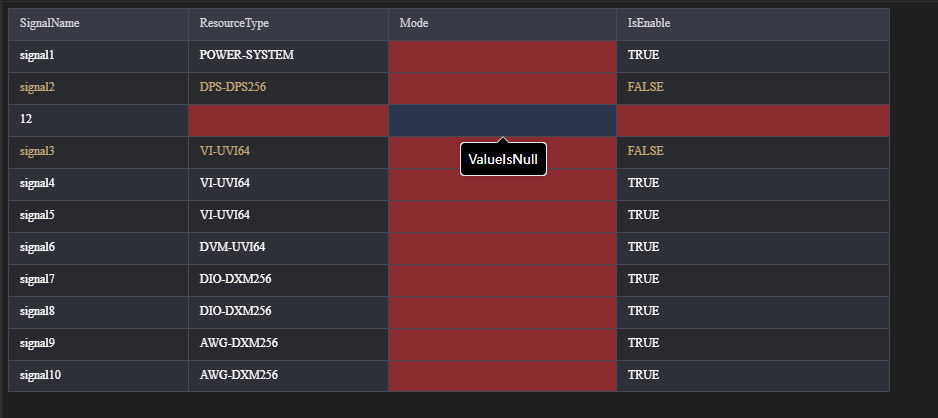 SignalName ResourceType Mode IsEnable
signal1 POWER-SYSTEM TRUE
signal2 DPS-DPS256 FALSE
12
signal3 VI-UVI64 FALSE
ValueIsNull
signal4 VI-UVI64 TRUE
signal5 VI-UVI64 TRUE
signal6 DVM-UVI64 TRUE
signal7 DIO-DXM256 TRUE
signal8 DIO-DXM256 TRUE
signal9 AWG-DXM256 TRUE
signal10 AWG-DXM256 TRUE